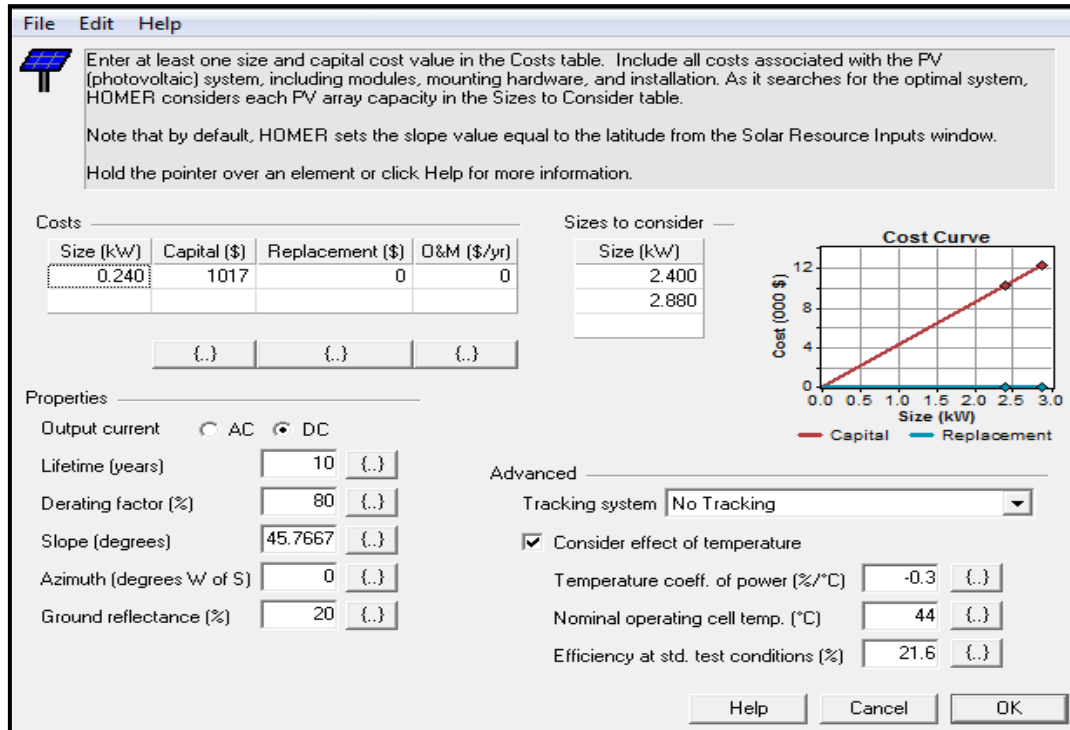 File Edit Help
Enter at least one size and capital cost value in the Costs table. Include all costs associated with the PV
(photovoltaic) system, including modules, mounting hardware, and installation. As it searches for the optimal system,
HOMER considers each PV array capacity in the Sizes to Consider table.
Note that by default, HOMER sets the slope value equal to the latitude from the Solar Resource Inputs window.
Hold the pointer over an element or click Help for more information.
Costs
Size (kW) Capital ($) Replacement ($) O&M ($/yr)
0.240 1017 0 0
{..} {..} {..}
Sizes to consider
Size (kW)
2.400
2.880
Cost Curve
Cost (000 $)
12
8
4
0
0.0 0.5 1.0 1.5 2.0 2.5 3.0
Size (kW)
Capital Replacement
Properties
Output current AC DC
Lifetime (years) 10 {..}
Derating factor (%) 80 {..}
Slope (degrees) 45.7667 {..}
Azimuth (degrees W of S) 0 {..}
Ground reflectance (%) 20 {..}
Advanced
Tracking system No Tracking
Consider effect of temperature
Temperature coeff. of power (%/°C) -0.3 {..}
Nominal operating cell temp. (°C) 44 {..}
Efficiency at std. test conditions (%) 21.6 {..}
Help Cancel OK